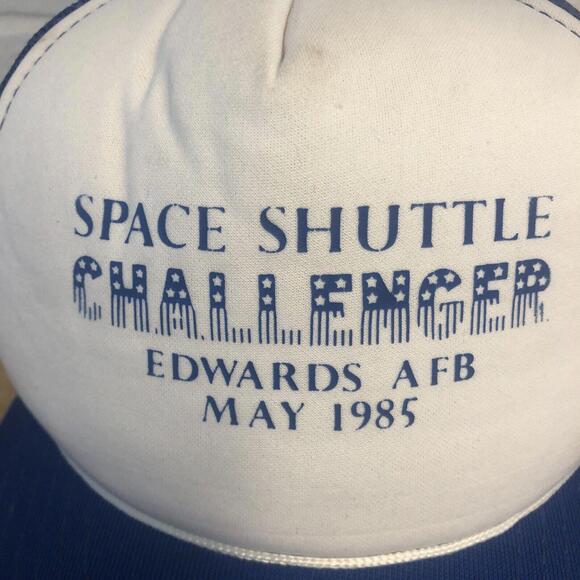 SPACE SHUTTLE
CHALLENGER
EDWARDS AFB
MAY 1985